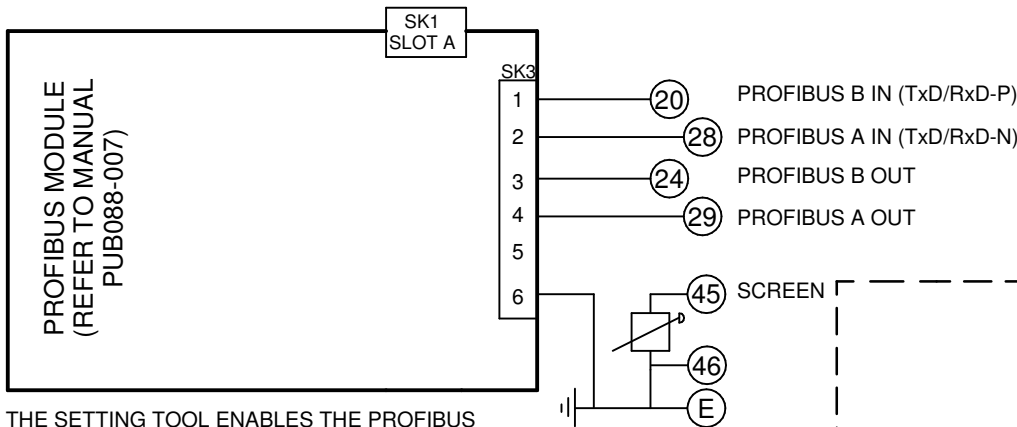 SK1
SLOT A
PROFIBUS MODULE
(REFER TO MANUAL
PUB088-007)
SK3
1
20
PROFIBUS B IN (TxD/RxD-P)
2
28
PROFIBUS A IN (TxD/RxD-N)
3
24
PROFIBUS B OUT
4
29
PROFIBUS A OUT
5
6
45
SCREEN
46
E
THE SETTING TOOL ENABLES THE PROFIBUS